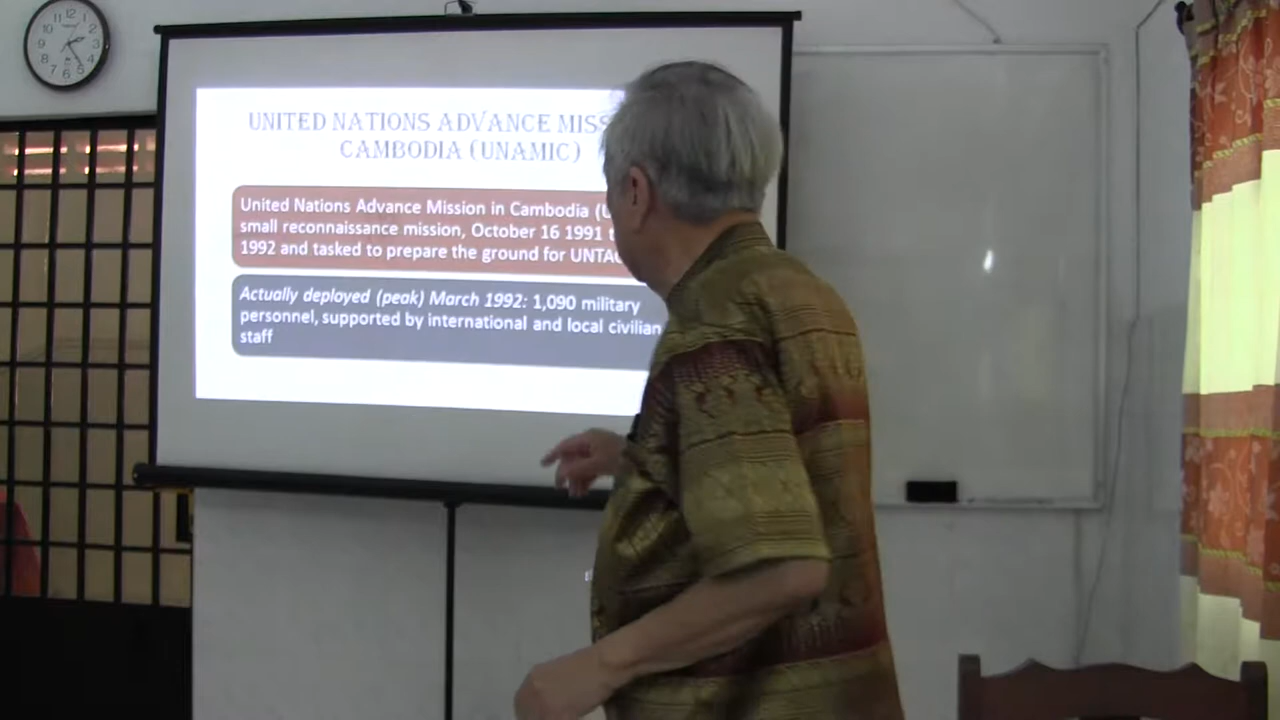 UNITED NATIONS ADVANCE MISS
CAMBODIA (UNAMIC)
United Nations Advance Mission in Cambodia (U
small reconnaissance mission, October 16 1991 t
1992 and tasked to prepare the ground for UNTAC
Actually deployed (peak) March 1992: 1,090 military
personnel, supported by international and local civilian
staff